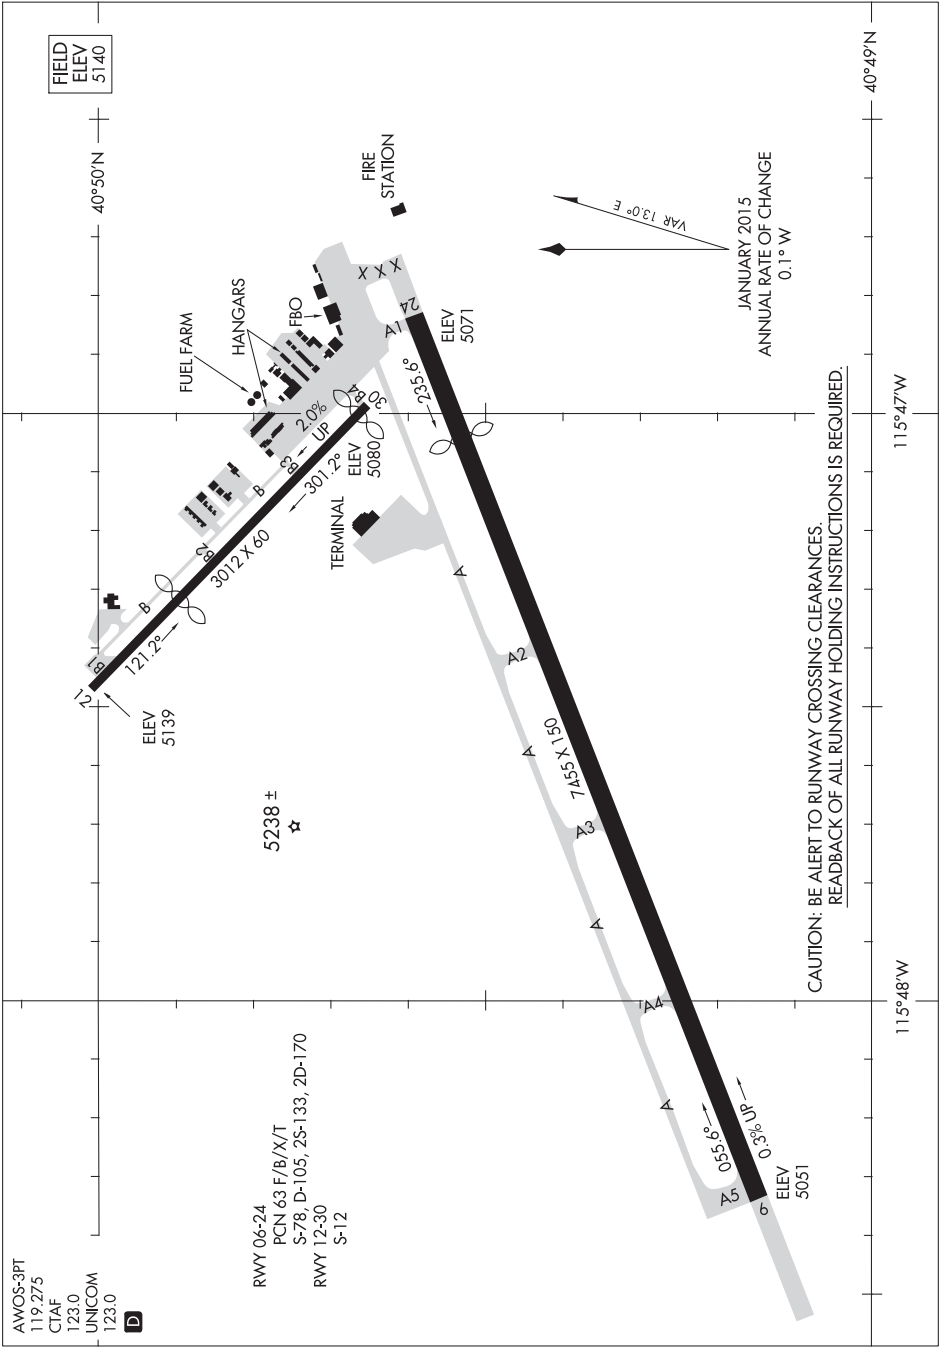 AWOS-3PT
119.275
CTAF
123.0
UNICOM
123.0
D
FIELD
ELEV
5140
40°50'N
40°49'N
RWY 06-24
PCN 63 F/B/X/T
S-78, D-105, 2S-133, 2D-170
RWY 12-30
S-12
5238 ±
12
ELEV
5139
B1
121.2°
B
B2
3012 X 60
B
B3
301.2°
UP
2.0%
B4
30
ELEV
5080
FUEL FARM
HANGARS
FBO
FIRE
STATION
TERMINAL
X X X
A1
24
ELEV
5071
235.6°
A
A2
A
7455 X 150
A3
A
A4
A
055.6°
0.3% UP
A5
6
ELEV
5051
VAR 13.0° E
JANUARY 2015
ANNUAL RATE OF CHANGE
0.1° W
CAUTION: BE ALERT TO RUNWAY CROSSING CLEARANCES.
READBACK OF ALL RUNWAY HOLDING INSTRUCTIONS IS REQUIRED.
115°48'W
115°47'W